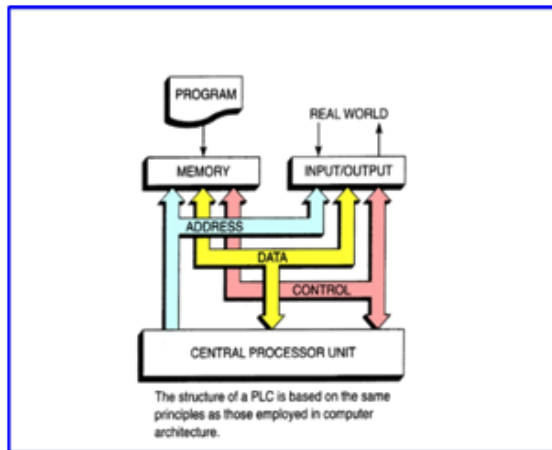 PROGRAM
REAL WORLD
MEMORY
INPUT/OUTPUT
ADDRESS
DATA
CONTROL
CENTRAL PROCESSOR UNIT
The structure of a PLC is based on the same
principles as those employed in computer
architecture.